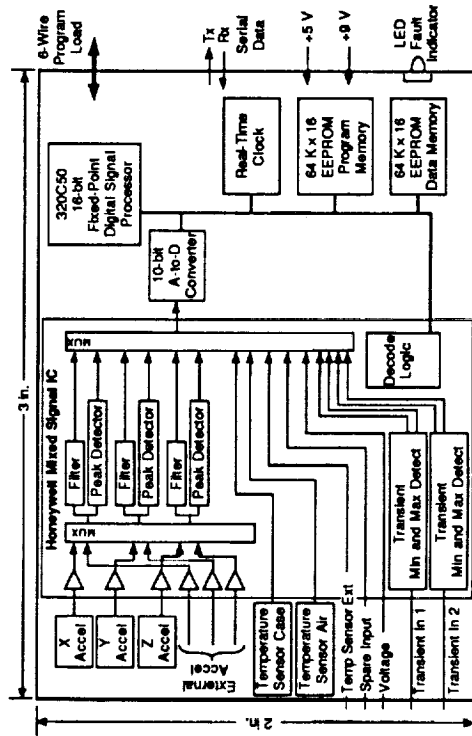 3 in.
2 in.
Honeywell Mixed Signal IC
X
Accel
Y
Accel
Z
Accel
External
Accel
MUX
Filter
Peak Detector
Filter
Peak Detector
Filter
Peak Detector
MUX
10-bit
A-to-D
Converter
320C50
16-bit
Fixed-Point
Digital Signal
Processor
6-Wire
Program
Load
Tx
Rx
Serial
Data
Real-Time
Clock
+5 V
+9 V
64 K x 16
EEPROM
Program
Memory
64 K x 16
EEPROM
Data Memory
LED
Fault
Indicator
Decoder
Logic
Temperature
Sensor Case
Temperature
Sensor Air
Temp Sensor Ext
Spare Input
Voltage
Transient In 1
Transient In 2
Transient
Min and Max Detect
Transient
Min and Max Detect